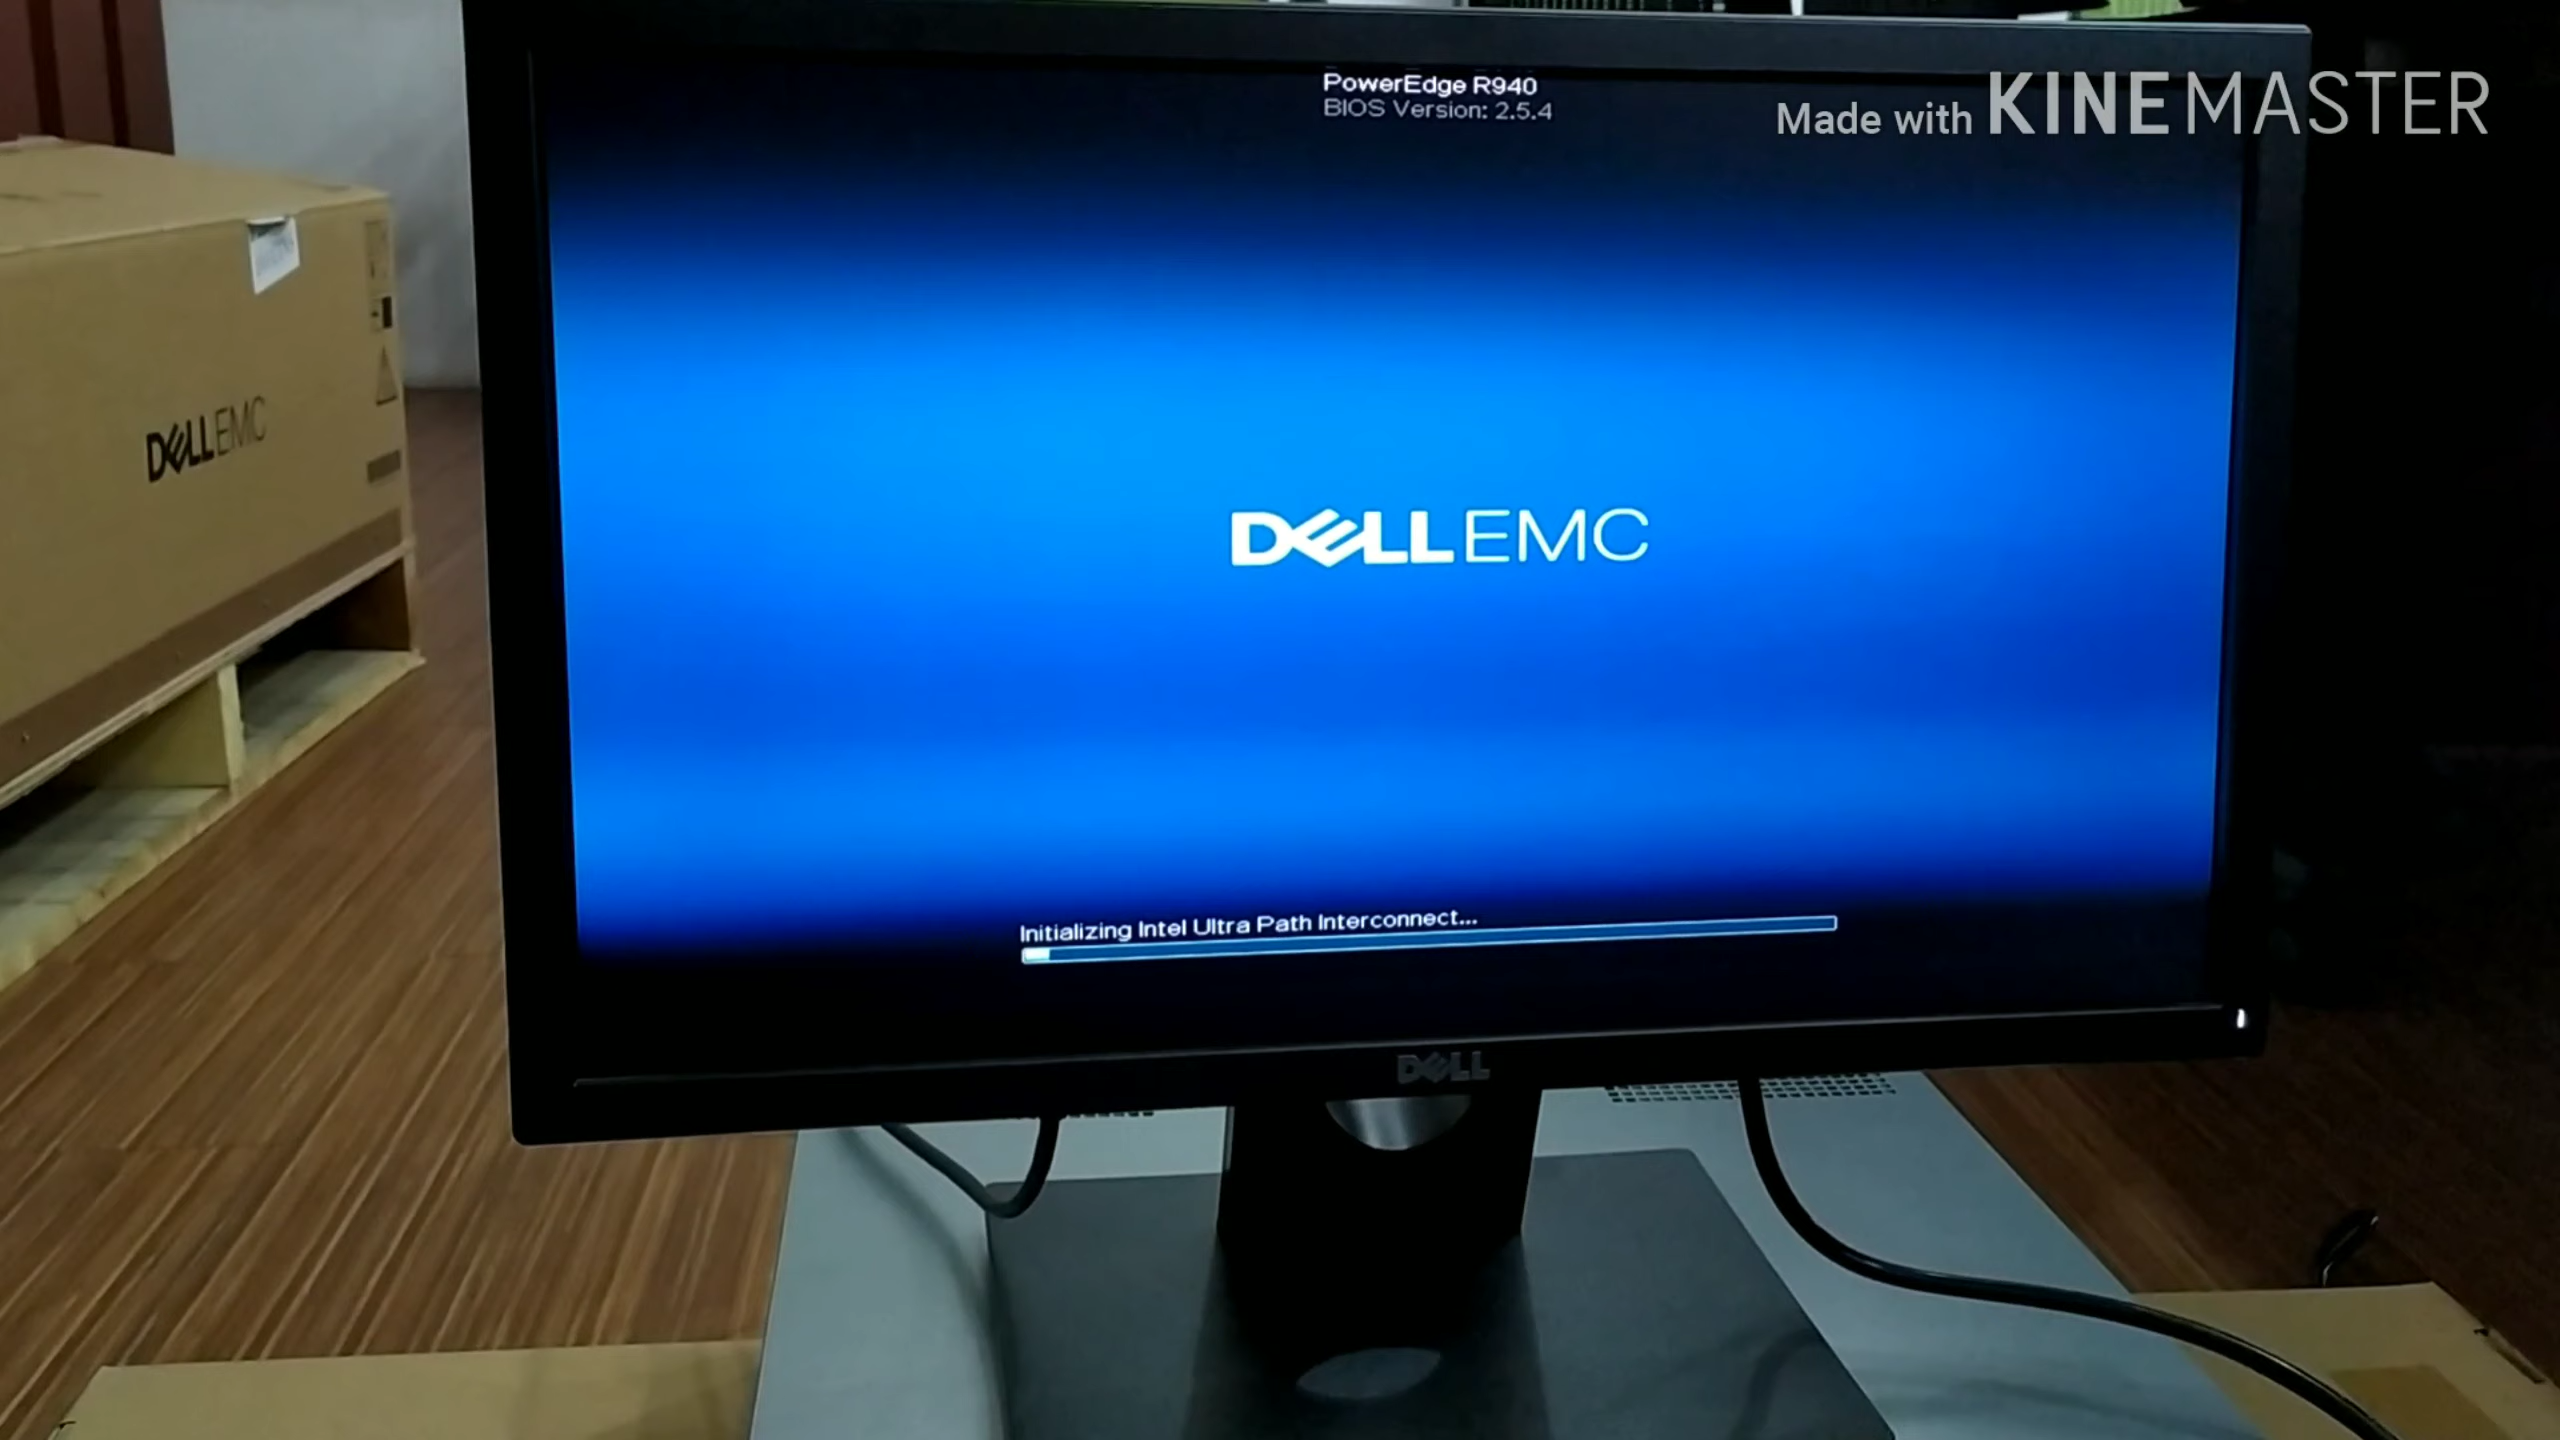 PowerEdge R940
BIOS Version: 2.5.4
Made with KINEMASTER
DELLEMC
DELLEMC
Initializing Intel Ultra Path Interconnect...
DELL